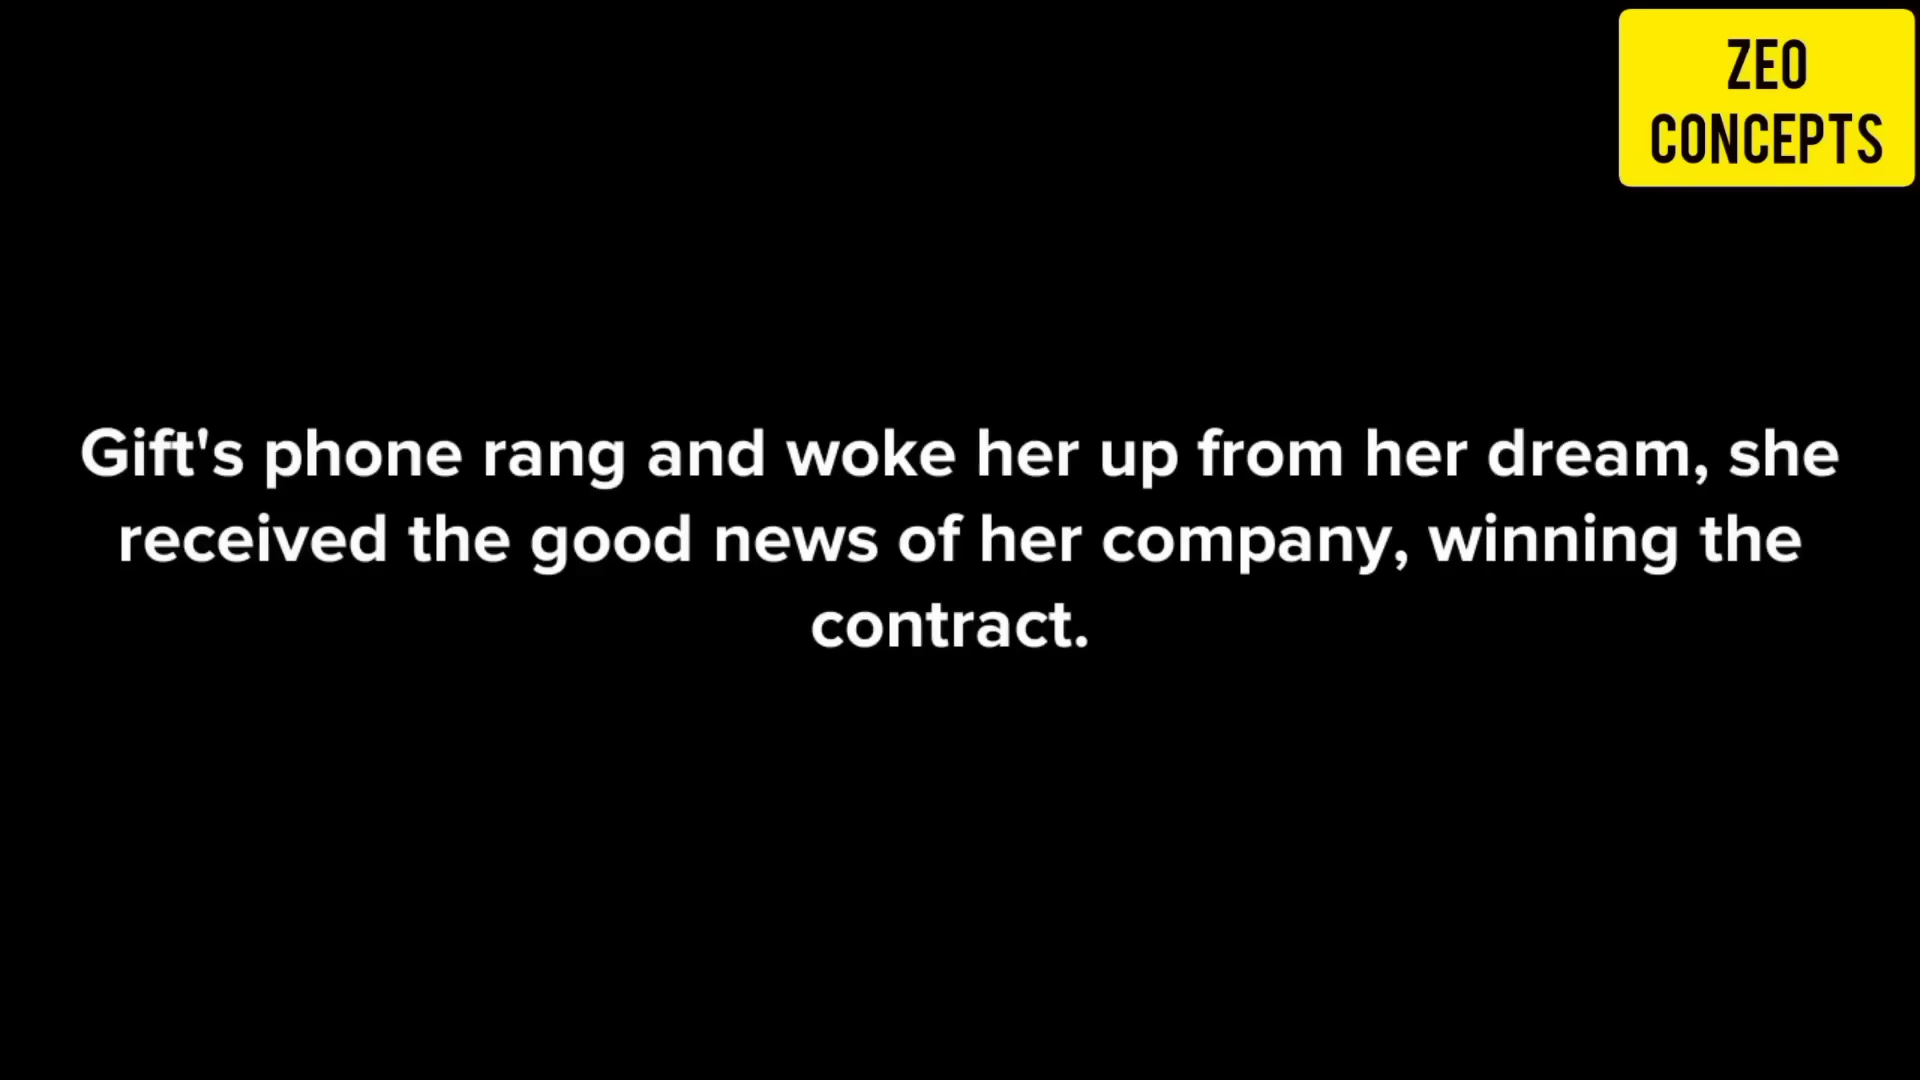 ZEO
CONCEPTS
Gift's phone rang and woke her up from her dream, she
received the good news of her company, winning the
contract.